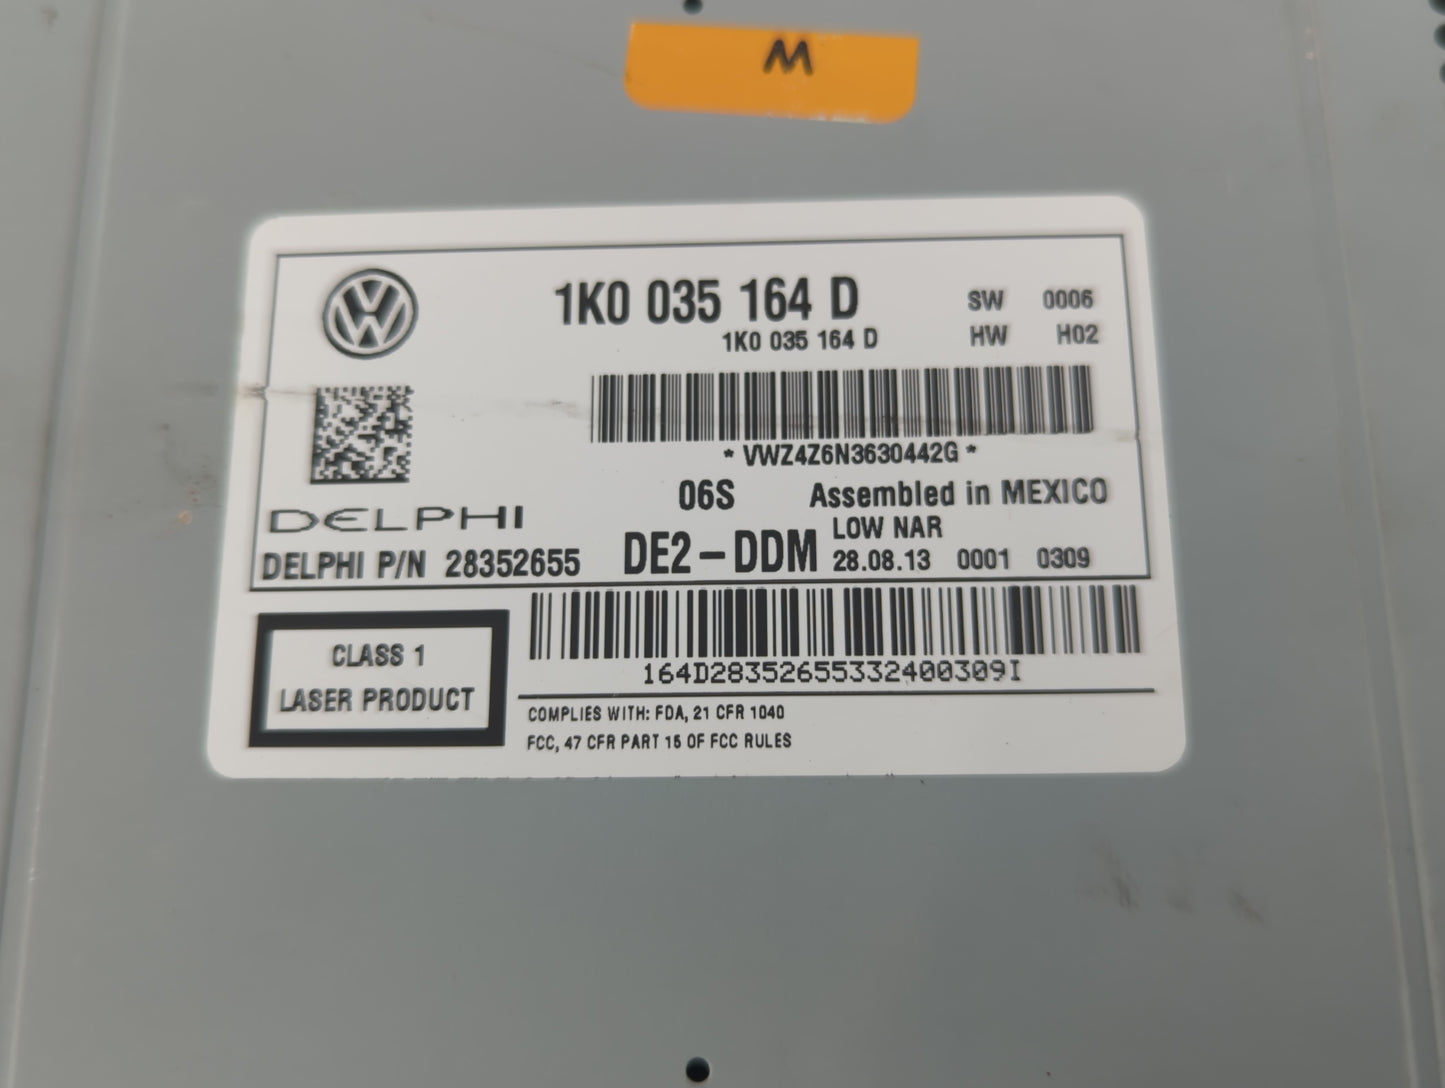 M
1K0 035 164 D
SW 0006
1K0 035 164 D
HW H02
* VWZ4Z6N3630442G *
06S
Assembled in MEXICO
DELPHI
LOW NAR
DELPHI P/N 28352655
DE2-DDM
28.08.13 0001 0309
CLASS 1
LASER PRODUCT
164D28352655332400309I
COMPLIES WITH: FDA, 21 CFR 1040
FCC, 47 CFR PART 15 OF FCC RULES